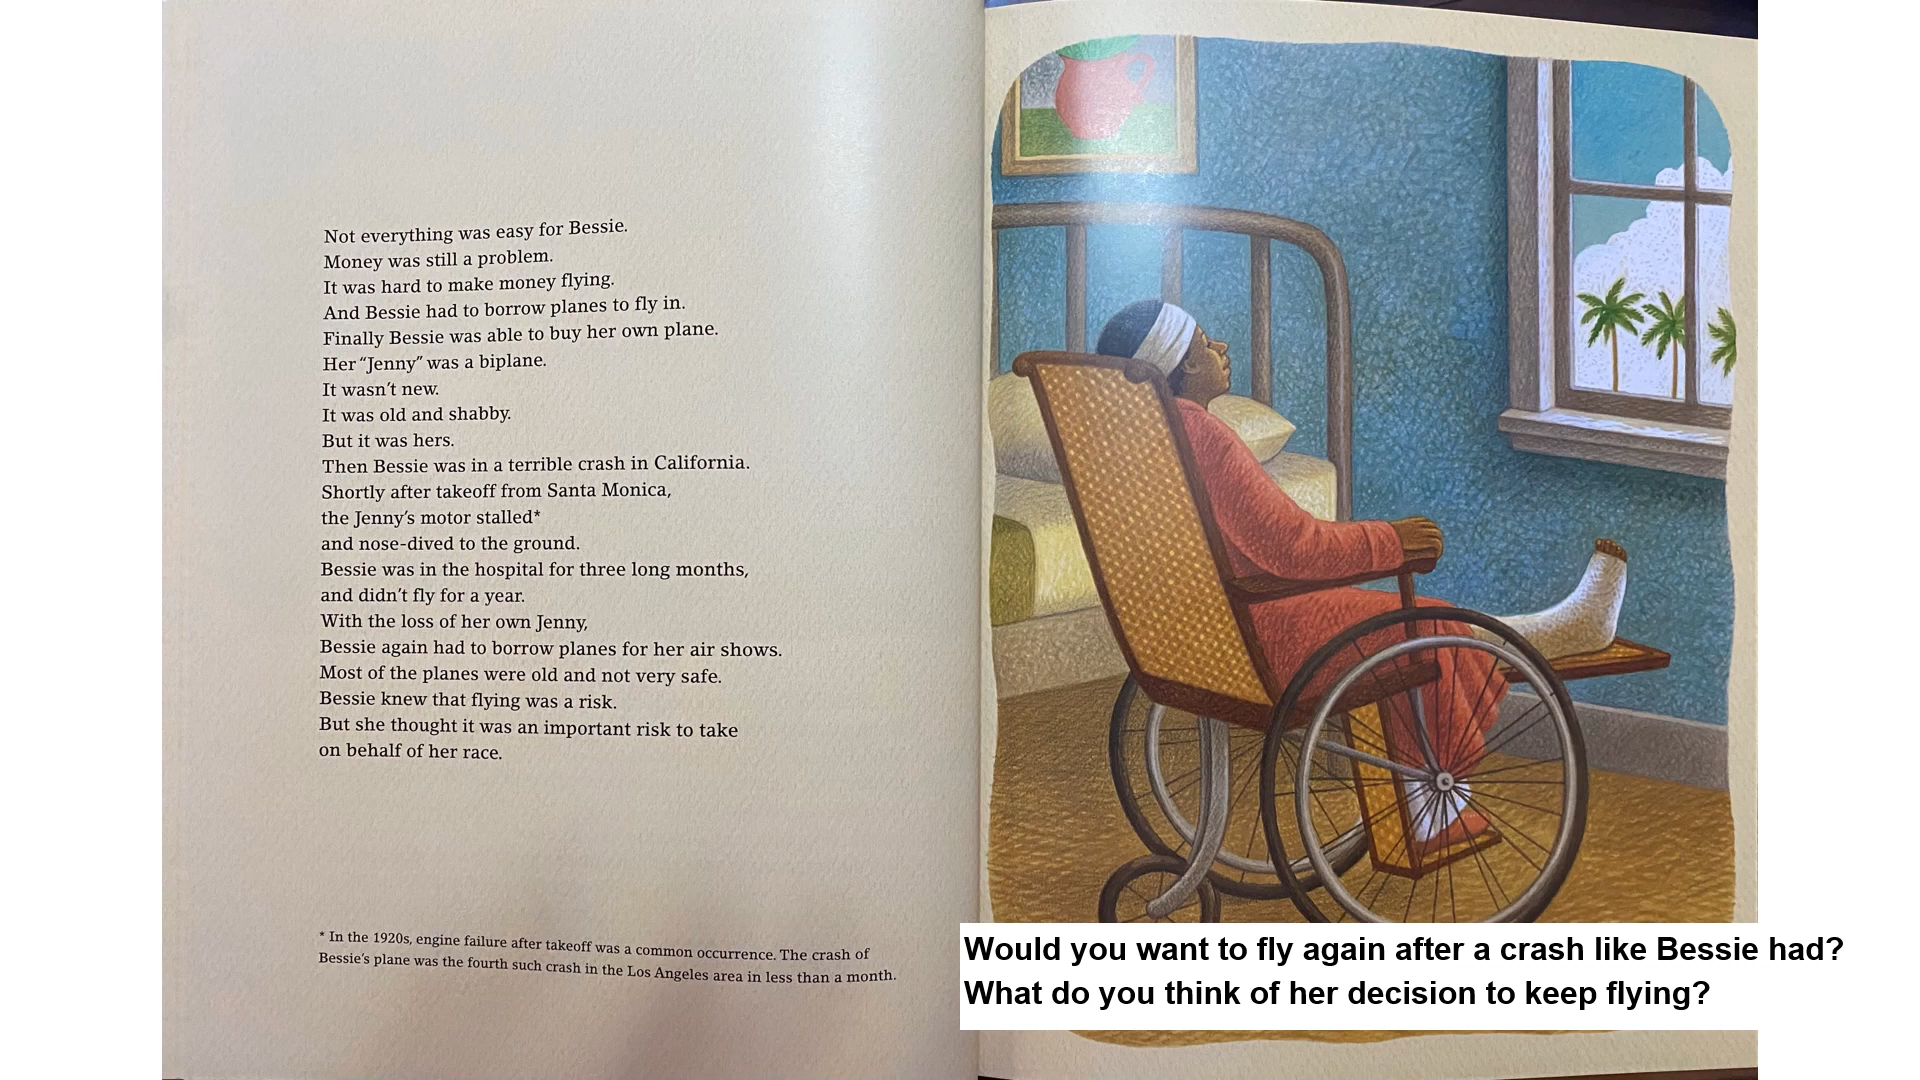 Not everything was easy for Bessie.
Money was still a problem.
It was hard to make money flying.
And Bessie had to borrow planes to fly in.
Finally Bessie was able to buy her own plane.
Her “Jenny” was a biplane.
It wasn’t new.
It was old and shabby.
But it was hers.
Then Bessie was in a terrible crash in California.
Shortly after takeoff from Santa Monica,
the Jenny’s motor stalled*
and nose-dived to the ground.
Bessie was in the hospital for three long months,
and didn’t fly for a year.
With the loss of her own Jenny,
Bessie again had to borrow planes for her air shows.
Most of the planes were old and not very safe.
Bessie knew that flying was a risk.
But she thought it was an important risk to take
on behalf of her race.
* In the 1920s, engine failure after takeoff was a common occurrence. The crash of
Bessie’s plane was the fourth such crash in the Los Angeles area in less than a month.
Would you want to fly again after a crash like Bessie had?
What do you think of her decision to keep flying?